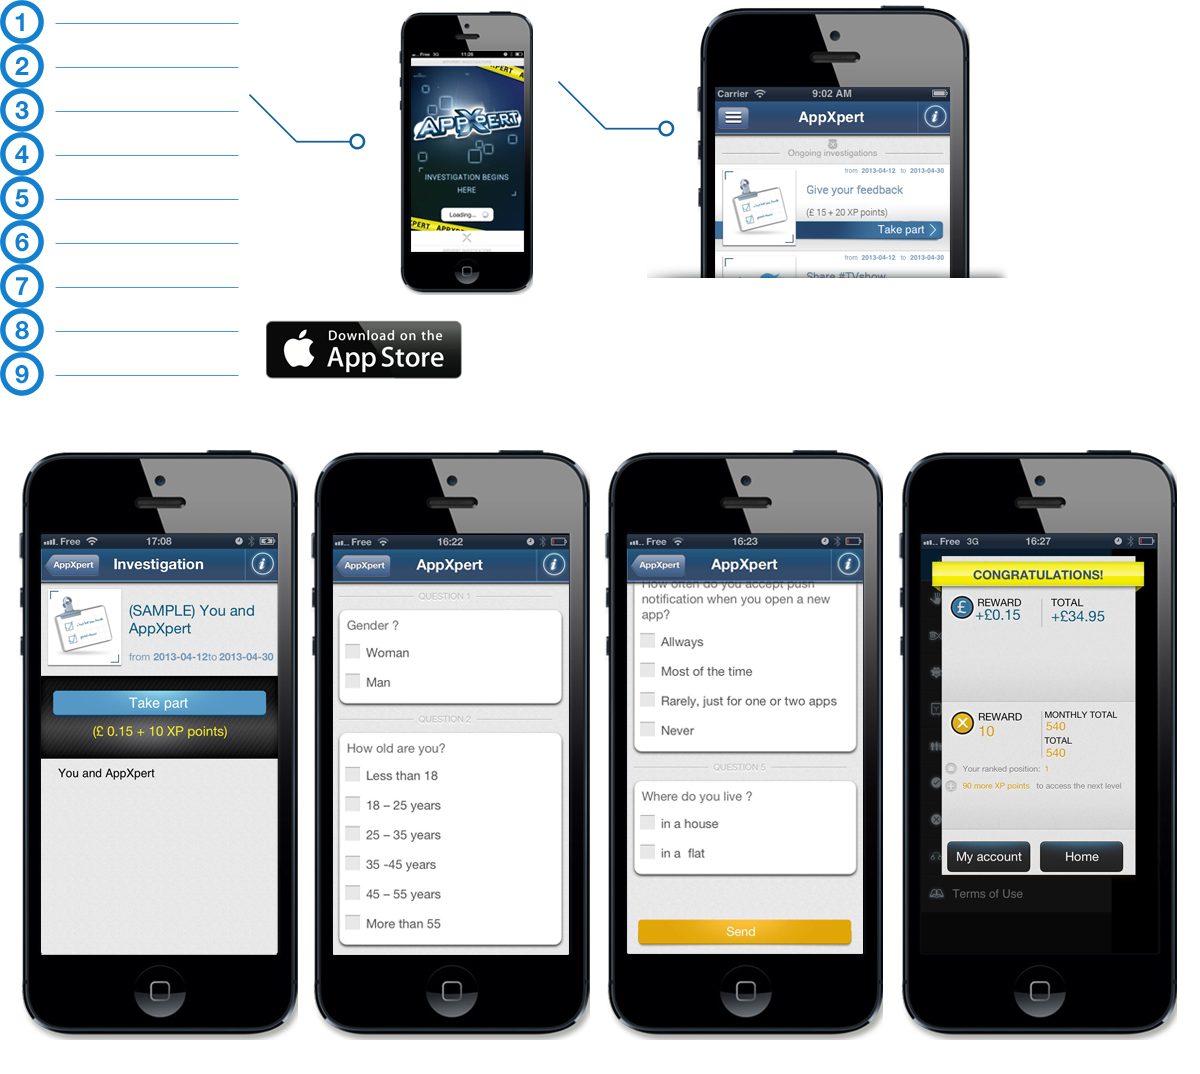 1
2
3
4
5
6
7
8
9
Free 3G 11:26
XPERT A
APPXPERT
INVESTIGATION BEGINS
HERE
Loading...
PERT APPXPE
Carrier 9:02 AM
AppXpert
Ongoing investigations
from 2013-04-12 to 2013-04-30
Give your feedback
(£ 15 + 20 XP points)
Take part
from 2013-04-12 to 2013-04-30
Share #TVshow
Download on the
App Store
Free 17:08
AppXpert Investigation
(SAMPLE) You and
AppXpert
from 2013-04-12to 2013-04-30
Take part
(£ 0.15 + 10 XP points)
You and AppXpert
Free 16:22
AppXpert AppXpert
QUESTION 1
Gender ?
Woman
Man
QUESTION 2
How old are you?
Less than 18
18 – 25 years
25 – 35 years
35 -45 years
45 – 55 years
More than 55
Free 16:23
AppXpert AppXpert
How often do you accept push
notification when you open a new
app?
Allways
Most of the time
Rarely, just for one or two apps
Never
QUESTION 5
Where do you live ?
in a house
in a flat
Send
Free 3G 16:27
CONGRATULATIONS!
£ REWARD TOTAL
+£0.15 +£34.95
REWARD MONTHLY TOTAL
10 540
TOTAL
540
Your ranked position: 1
90 more XP points to access the next level
My account Home
Terms of Use